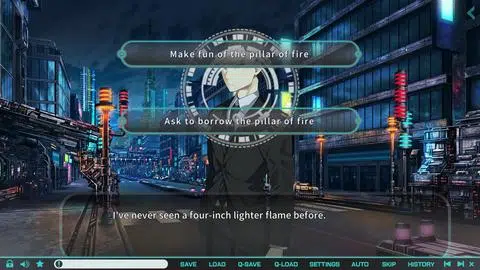 Make fun of the pillar of fire
Ask to borrow the pillar of fire
I've never seen a four-inch lighter flame before.
SAVE LOAD Q-SAVE Q-LOAD SETTINGS AUTO SKIP HISTORY